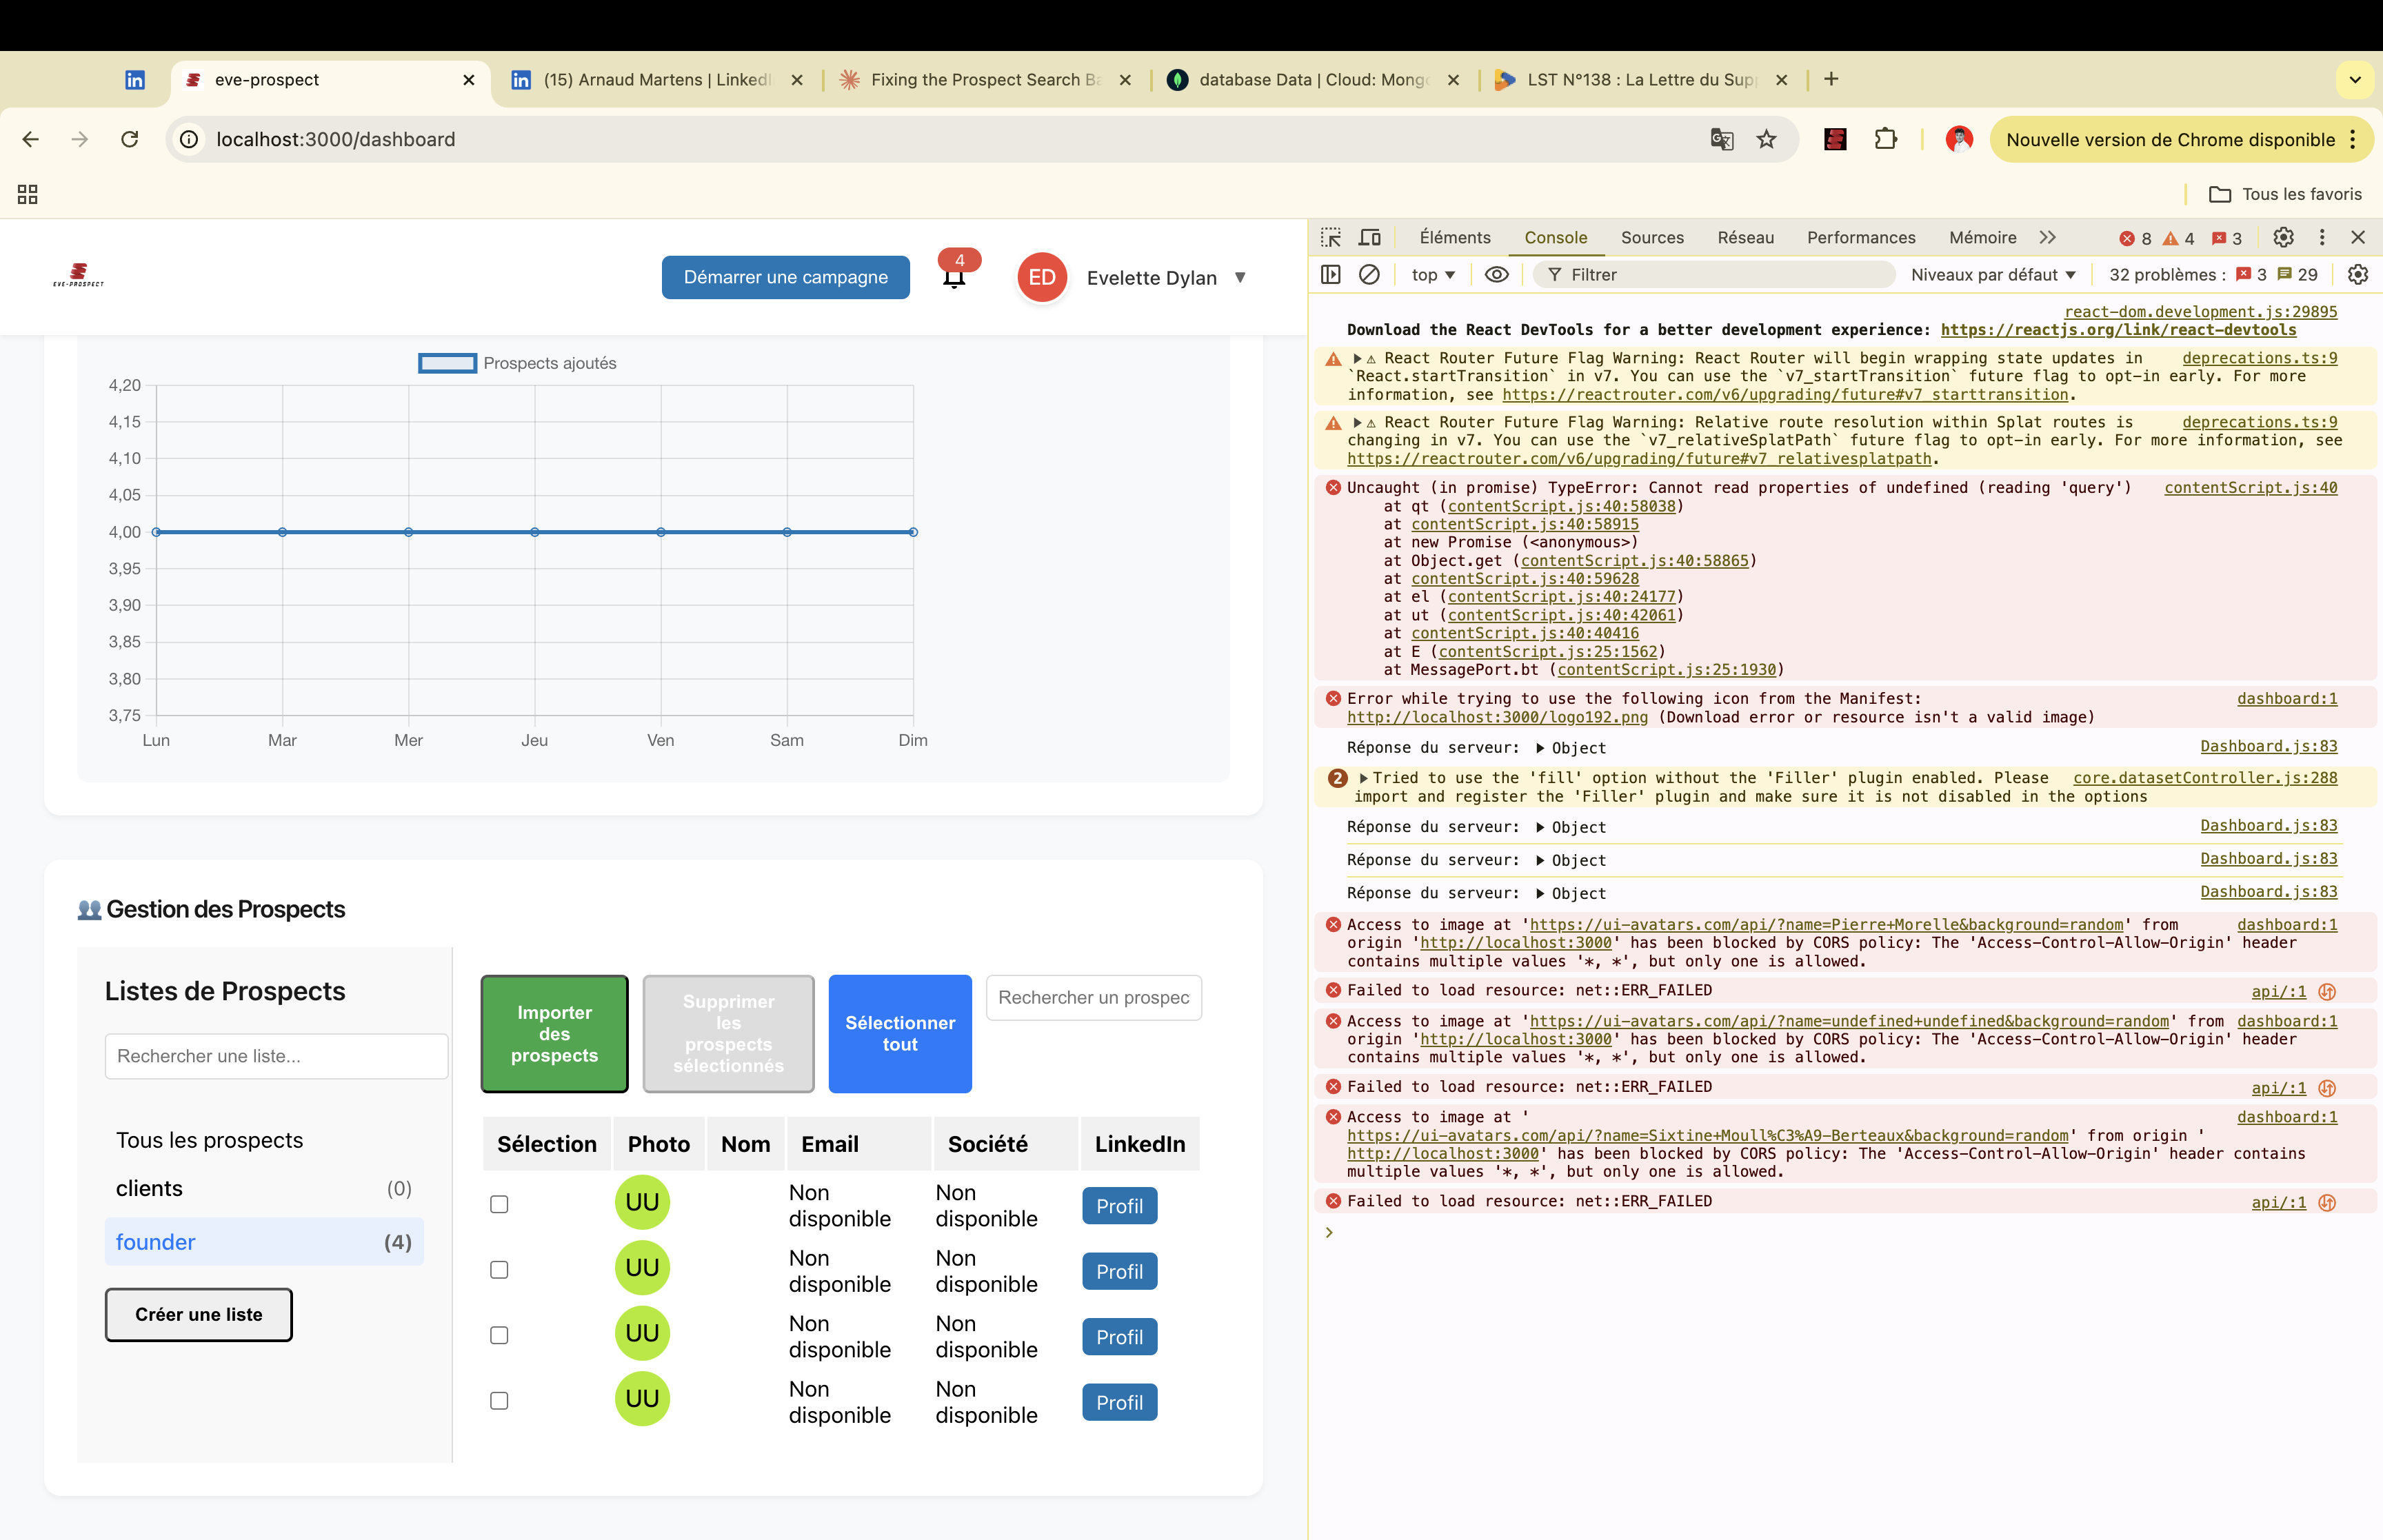 eve-prospect
(15) Arnaud Martens | LinkedI
Fixing the Prospect Search Ba
database Data | Cloud: Mong
LST N°138 : La Lettre du Sup
localhost:3000/dashboard
Nouvelle version de Chrome disponible
Tous les favoris
EVE-PROSPECT
Démarrer une campagne
4
ED
Evelette Dylan
Prospects ajoutés
4,20
4,15
4,10
4,05
4,00
3,95
3,90
3,85
3,80
3,75
Lun Mar Mer Jeu Ven Sam Dim
Gestion des Prospects
Listes de Prospects
Rechercher une liste...
Tous les prospects
clients (0)
founder (4)
Créer une liste
Importer
des
prospects
Supprimer
les
prospects
sélectionnés
Sélectionner
tout
Rechercher un prospec
Sélection Photo Nom Email Société LinkedIn
UU Non disponible Non disponible Profil
UU Non disponible Non disponible Profil
UU Non disponible Non disponible Profil
UU Non disponible Non disponible Profil
Éléments Console Sources Réseau Performances Mémoire 8 4 3
top Filtrer Niveaux par défaut 32 problèmes : 3 29
react-dom.development.js:29895
Download the React DevTools for a better development experience: https://reactjs.org/link/react-devtools
⚠ React Router Future Flag Warning: React Router will begin wrapping state updates in deprecations.ts:9
`React.startTransition` in v7. You can use the `v7_startTransition` future flag to opt-in early. For more
information, see https://reactrouter.com/v6/upgrading/future#v7_starttransition.
⚠ React Router Future Flag Warning: Relative route resolution within Splat routes is deprecations.ts:9
changing in v7. You can use the `v7_relativeSplatPath` future flag to opt-in early. For more information, see
https://reactrouter.com/v6/upgrading/future#v7_relativesplatpath.
Uncaught (in promise) TypeError: Cannot read properties of undefined (reading 'query') contentScript.js:40
at qt (contentScript.js:40:58038)
at contentScript.js:40:58915
at new Promise (<anonymous>)
at Object.get (contentScript.js:40:58865)
at contentScript.js:40:59628
at el (contentScript.js:40:24177)
at ut (contentScript.js:40:42061)
at contentScript.js:40:40416
at E (contentScript.js:25:1562)
at MessagePort.bt (contentScript.js:25:1930)
Error while trying to use the following icon from the Manifest: dashboard:1
http://localhost:3000/logo192.png (Download error or resource isn't a valid image)
Réponse du serveur: Object Dashboard.js:83
2 Tried to use the 'fill' option without the 'Filler' plugin enabled. Please core.datasetController.js:288
import and register the 'Filler' plugin and make sure it is not disabled in the options
Réponse du serveur: Object Dashboard.js:83
Réponse du serveur: Object Dashboard.js:83
Réponse du serveur: Object Dashboard.js:83
Access to image at 'https://ui-avatars.com/api/?name=Pierre+Morelle&background=random' from dashboard:1
origin 'http://localhost:3000' has been blocked by CORS policy: The 'Access-Control-Allow-Origin' header
contains multiple values '*, *', but only one is allowed.
Failed to load resource: net::ERR_FAILED api/:1
Access to image at 'https://ui-avatars.com/api/?name=undefined+undefined&background=random' from dashboard:1
origin 'http://localhost:3000' has been blocked by CORS policy: The 'Access-Control-Allow-Origin' header
contains multiple values '*, *', but only one is allowed.
Failed to load resource: net::ERR_FAILED api/:1
Access to image at ' dashboard:1
https://ui-avatars.com/api/?name=Sixtine+Moull%C3%A9-Berteaux&background=random' from origin '
http://localhost:3000' has been blocked by CORS policy: The 'Access-Control-Allow-Origin' header contains
multiple values '*, *', but only one is allowed.
Failed to load resource: net::ERR_FAILED api/:1